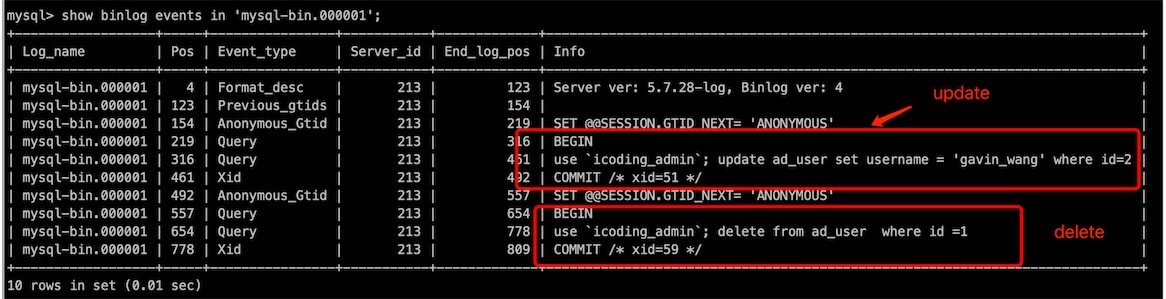 mysql> show binlog events in 'mysql-bin.000001';
| Log_name | Pos | Event_type | Server_id | End_log_pos | Info |
| mysql-bin.000001 | 4 | Format_desc | 213 | 123 | Server ver: 5.7.28-log, Binlog ver: 4 |
update
| mysql-bin.000001 | 123 | Previous_gtids | 213 | 154 | |
| mysql-bin.000001 | 154 | Anonymous_Gtid | 213 | 219 | SET @@SESSION.GTID_NEXT= 'ANONYMOUS' |
| mysql-bin.000001 | 219 | Query | 213 | 316 | BEGIN |
| mysql-bin.000001 | 316 | Query | 213 | 461 | use `icoding_admin`; update ad_user set username = 'gavin_wang' where id=2 |
| mysql-bin.000001 | 461 | Xid | 213 | 492 | COMMIT /* xid=51 */ |
| mysql-bin.000001 | 492 | Anonymous_Gtid | 213 | 557 | SET @@SESSION.GTID_NEXT= 'ANONYMOUS' |
| mysql-bin.000001 | 557 | Query | 213 | 654 | BEGIN |
| mysql-bin.000001 | 654 | Query | 213 | 778 | use `icoding_admin`; delete from ad_user  where id =1 |
delete
| mysql-bin.000001 | 778 | Xid | 213 | 809 | COMMIT /* xid=59 */ |
10 rows in set (0.01 sec)